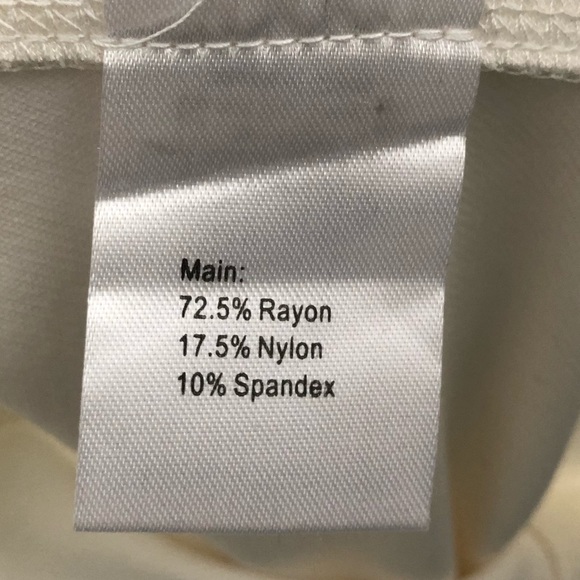 Main:
72.5% Rayon
17.5% Nylon
10% Spandex